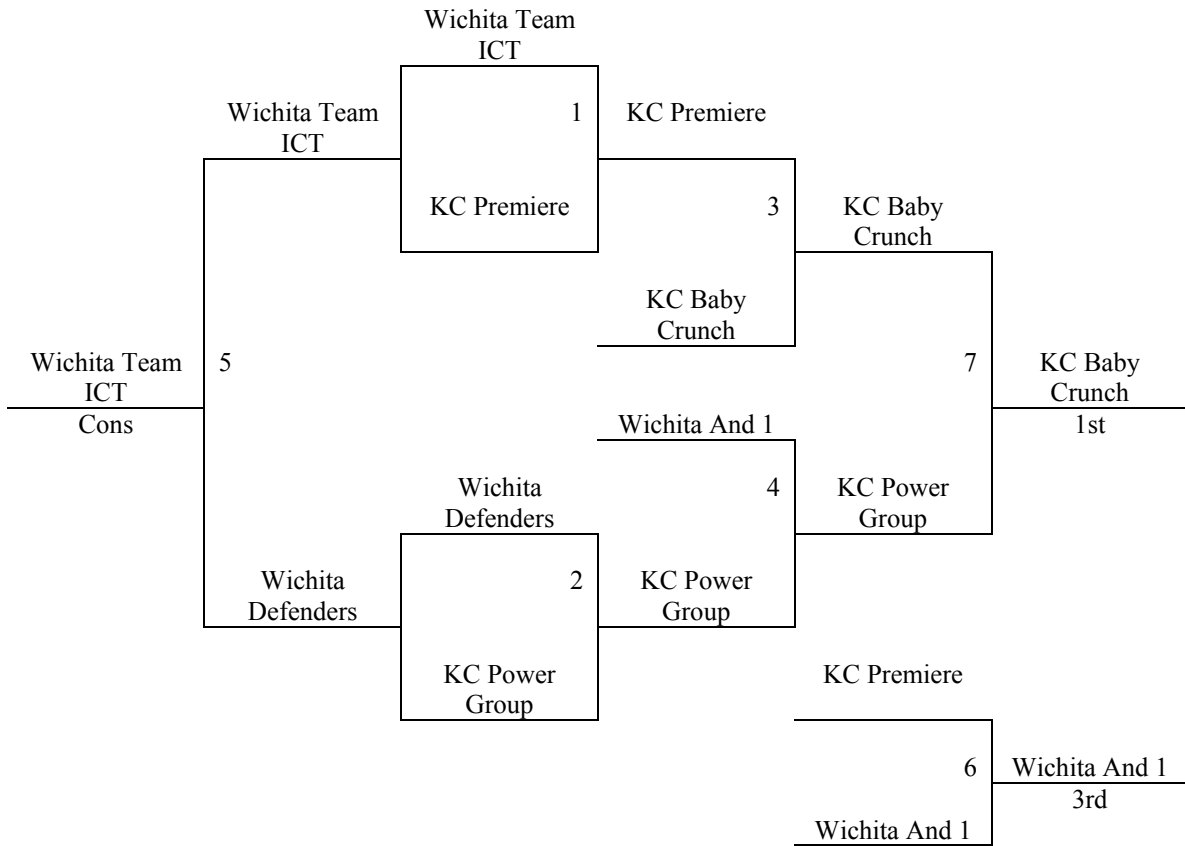 Wichita Team
ICT
Wichita Team
ICT
1
KC Premiere
KC Premiere
3
KC Baby
Crunch
KC Baby
Crunch
Wichita Team
ICT
Cons
5
7
KC Baby
Crunch
1st
Wichita And 1
4
KC Power
Group
Wichita
Defenders
Wichita
Defenders
2
KC Power
Group
KC Power
Group
KC Premiere
6
Wichita And 1
3rd
Wichita And 1